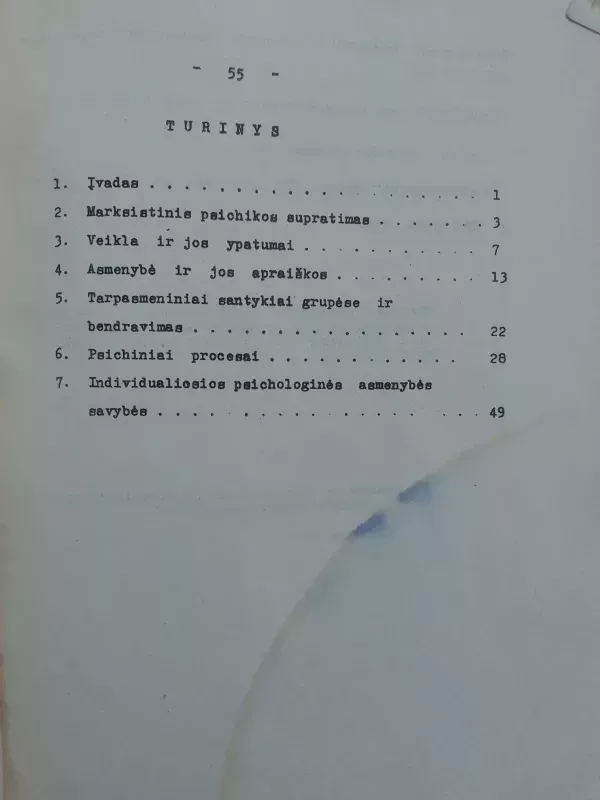 - 55 -
TURINYS
1. Įvadas . . . . . . . . . . . . . . . . . . 1
2. Marksistinis psichikos supratimas . . . . . . . 3
3. Veikla ir jos ypatumai . . . . . . . . . . . 7
4. Asmenybė ir jos apraiškos . . . . . . . . . . 13
5. Tarpasmeniniai santykiai grupėse ir
bendravimas . . . . . . . . . . . . . . . . 22
6. Psichiniai procesai . . . . . . . . . . . . 28
7. Individualiosios psichologinės asmenybės
savybės . . . . . . . . . . . . . . . . . 49